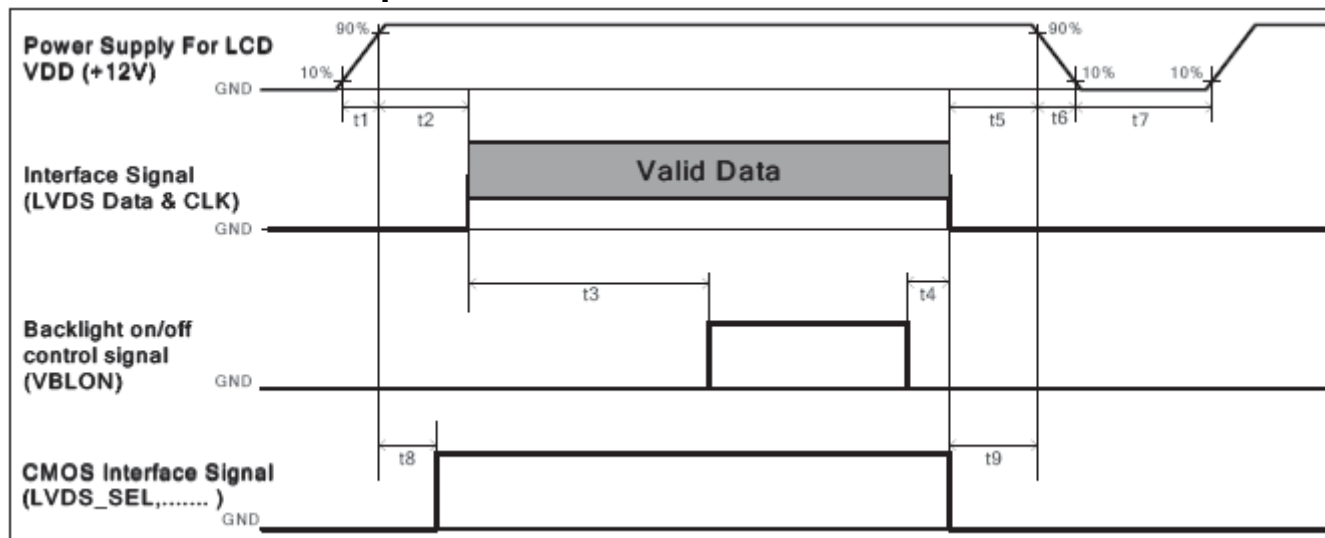 Power Supply For LCD
VDD (+12V)
90%
10%
GND
90%
10%
10%
t1
t2
t5
t6
t7
Interface Signal
(LVDS Data & CLK)
Valid Data
GND
t3
t4
Backlight on/off
control signal
(VBLON)
GND
t8
t9
CMOS Interface Signal
(LVDS_SEL,....... )
GND